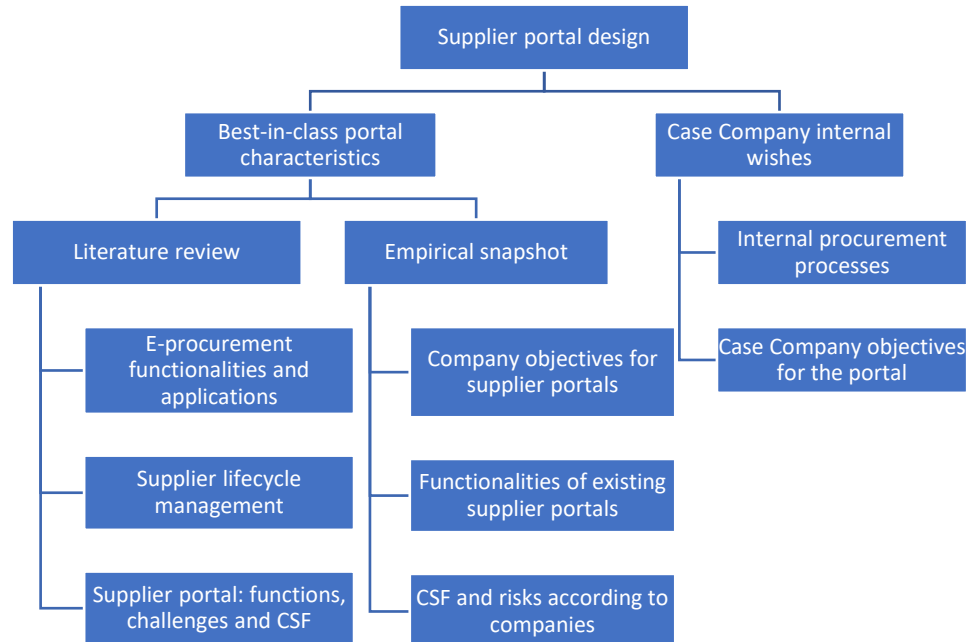 Supplier portal design
Best-in-class portal
characteristics
Case Company internal
wishes
Literature review
Empirical snapshot
Internal procurement
processes
E-procurement
functionalities and
applications
Company objectives for
supplier portals
Case Company objectives
for the portal
Supplier lifecycle
management
Functionalities of existing
supplier portals
Supplier portal: functions,
challenges and CSF
CSF and risks according to
companies